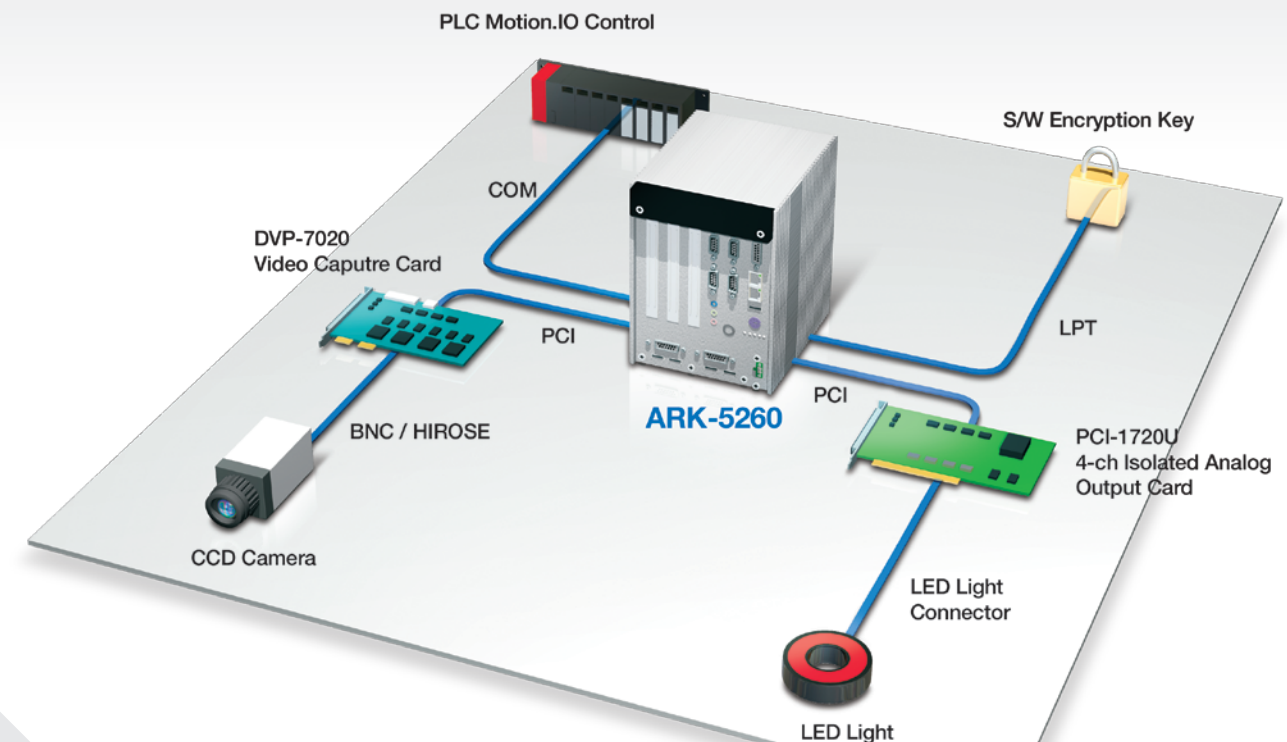 PLC Motion.IO Control
S/W Encryption Key
COM
DVP-7020
Video Caputre Card
PCI
LPT
PCI
ARK-5260
BNC / HIROSE
PCI-1720U
4-ch Isolated Analog
Output Card
CCD Camera
LED Light
Connector
LED Light